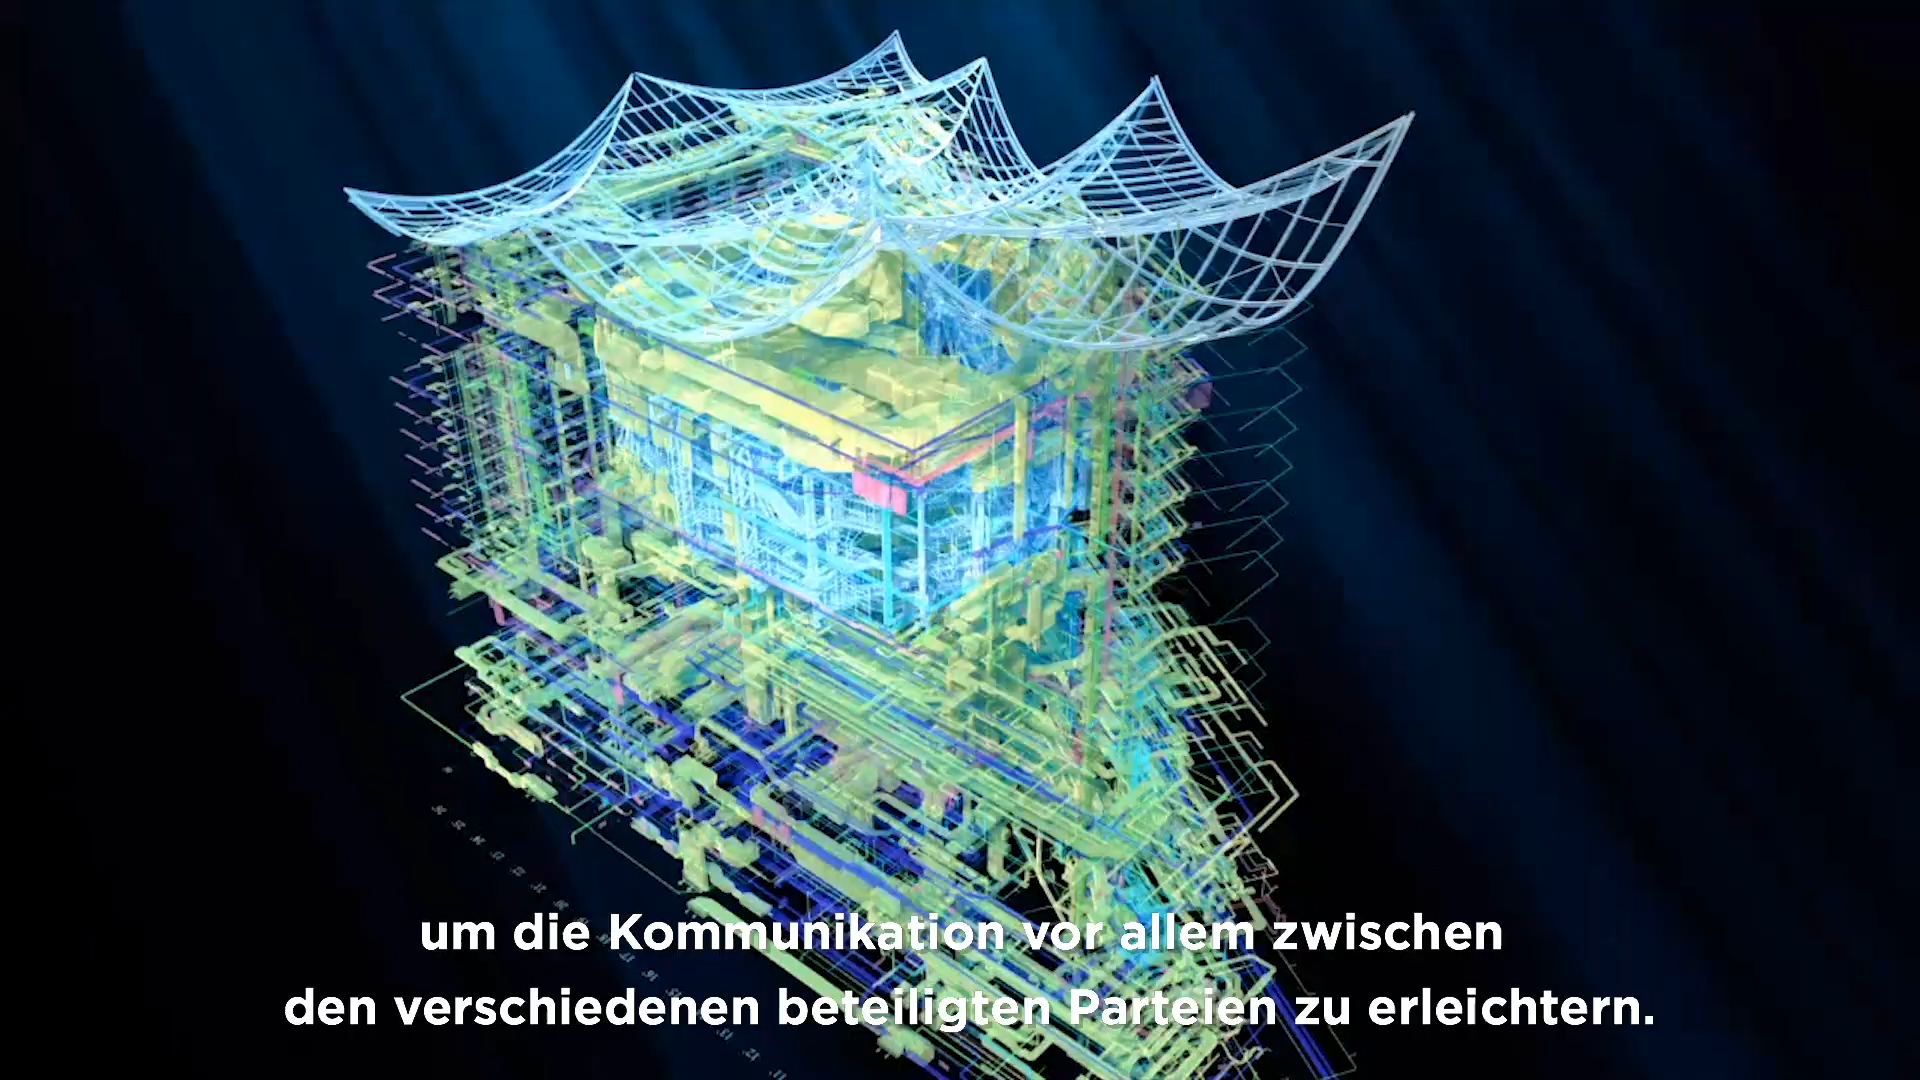 um die Kommunikation vor allem zwischen
den verschiedenen beteiligten Parteien zu erleichtern.